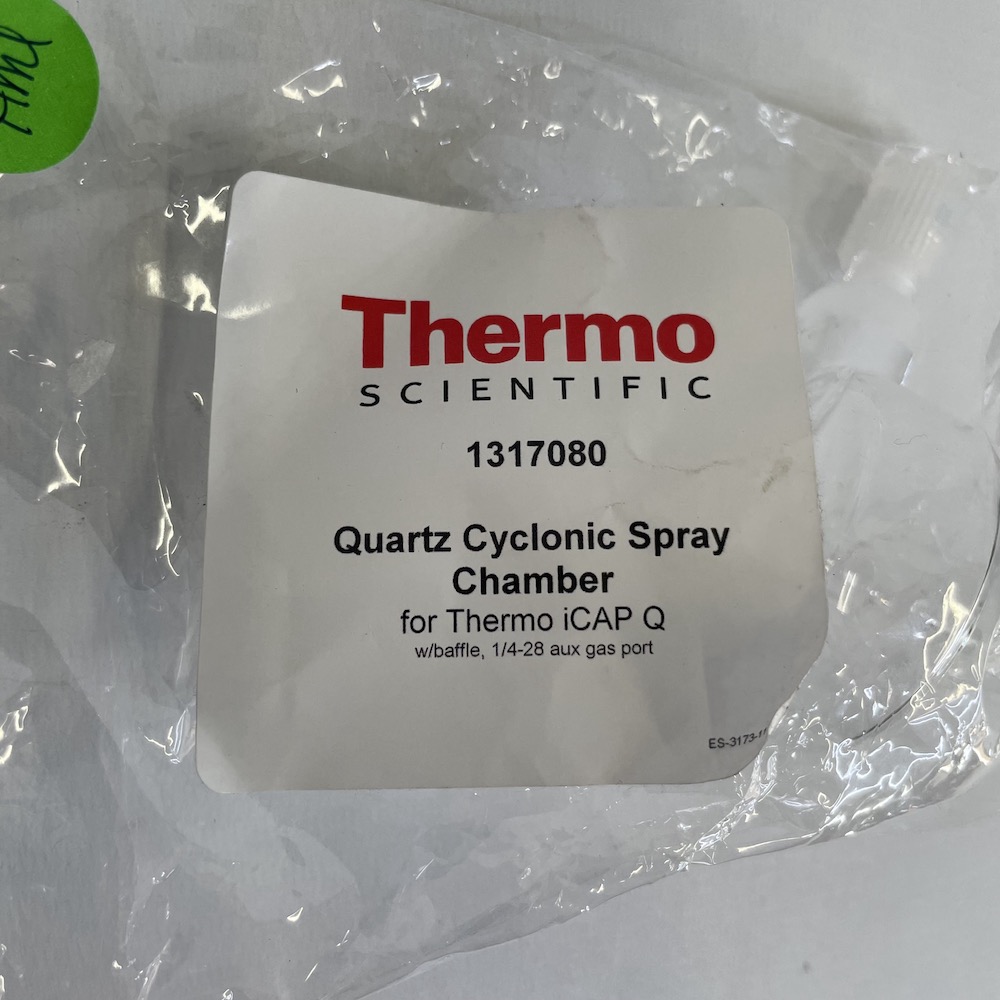 Thermo
SCIENTIFIC
1317080
Quartz Cyclonic Spray
Chamber
for Thermo iCAP Q
w/baffle, 1/4-28 aux gas port